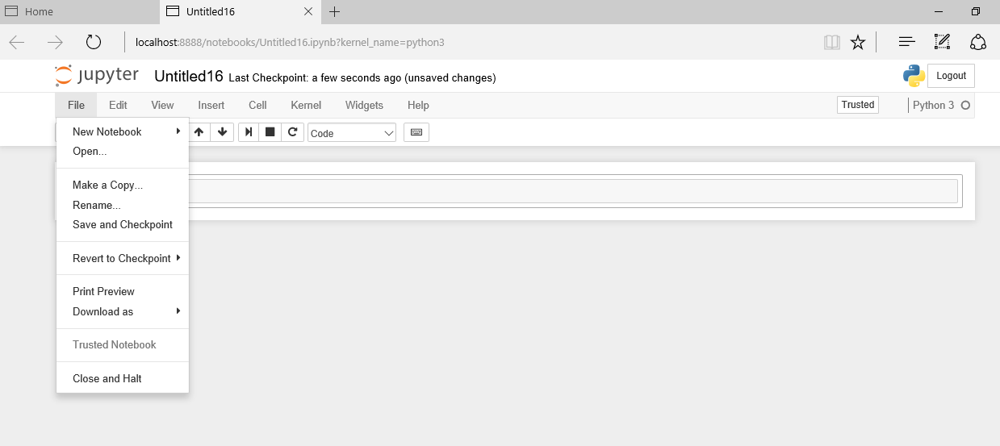 Home
Untitled16
localhost:8888/notebooks/Untitled16.ipynb?kernel_name=python3
jupyter Untitled16 Last Checkpoint: a few seconds ago (unsaved changes)
Logout
File Edit View Insert Cell Kernel Widgets Help
Trusted
Python 3
Code
New Notebook
Open...
Make a Copy...
Rename...
Save and Checkpoint
Revert to Checkpoint
Print Preview
Download as
Trusted Notebook
Close and Halt